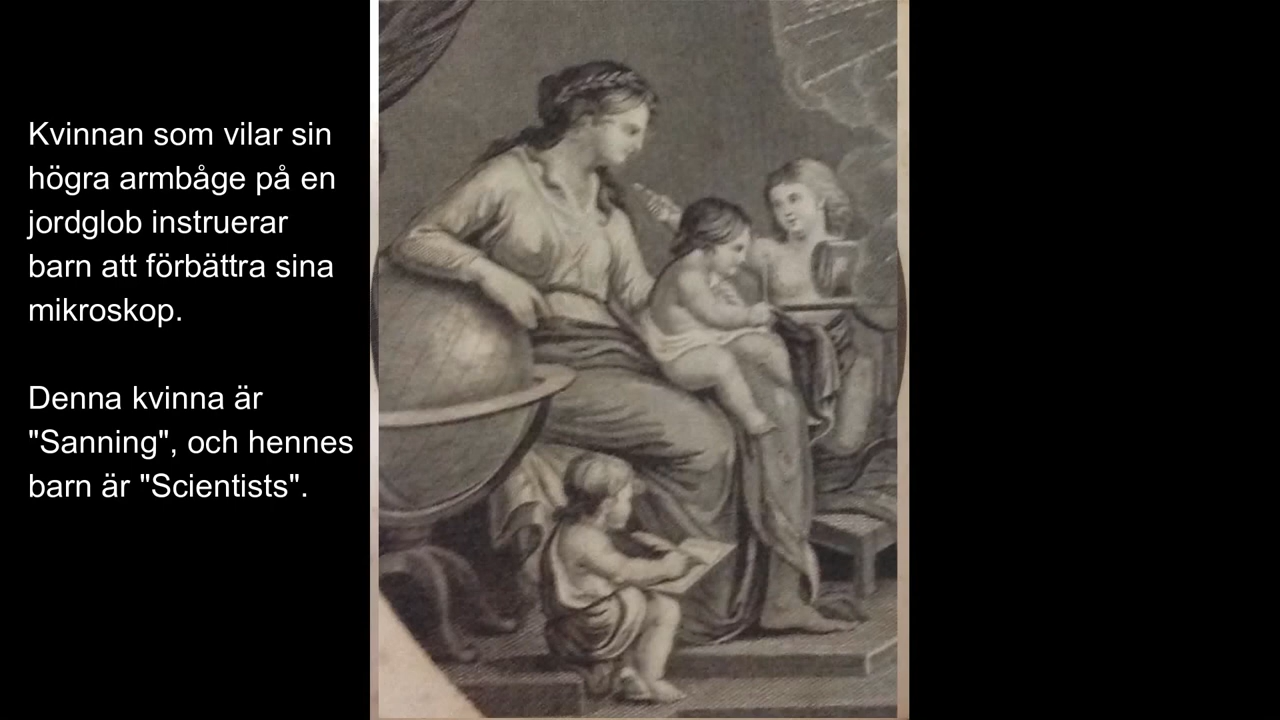 Kvinnan som vilar sin
högra armbåge på en
jordglob instruerar
barn att förbättra sina
mikroskop.
Denna kvinna är
"Sanning", och hennes
barn är "Scientists".